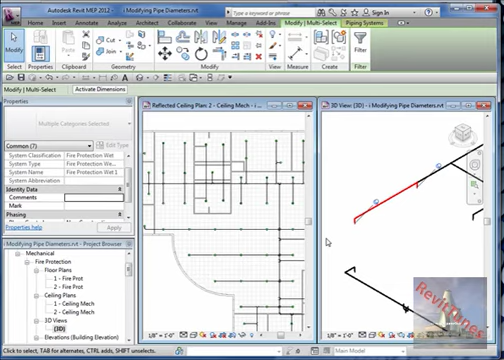 Autodesk Revit MEP 2012 -
i Modifying Pipe Diameters.rvt
Home Insert Annotate Analyze Architect Collaborate View Manage Add-Ins Modify | Multi-Select Piping Systems
Modify
Paste
Cut
Join
Filter
Select
Properties
Clipboard
Geometry
Modify
View
Measure
Create
Filter
Modify | Multi-Select
Activate Dimensions
Properties
Multiple Categories Selected
Common (7)
Edit Type
System Classification Fire Protection Wet
System Type Fire Protection Wet
System Name Fire Protection Wet 1
System Abbreviation
Identity Data
Comments
Mark
Phasing
Properties help
Apply
i Modifying Pipe Diameters.rvt - Project Browser
Mechanical
Fire Protection
Floor Plans
1 - Fire Prot
2 - Fire Prot
Ceiling Plans
1 - Ceiling Mech
2 - Ceiling Mech
3D Views
{3D}
Elevations (Building Elevation)
Reflected Ceiling Plan: 2 - Ceiling Mech - ...
3D View: {3D} - i Modifying Pipe Diameters.rvt
1/8" = 1'-0"
1/8" = 1'-0"
RevitTunes
Click to select, TAB for alternates, CTRL adds, SHIFT unselects.
Main Model